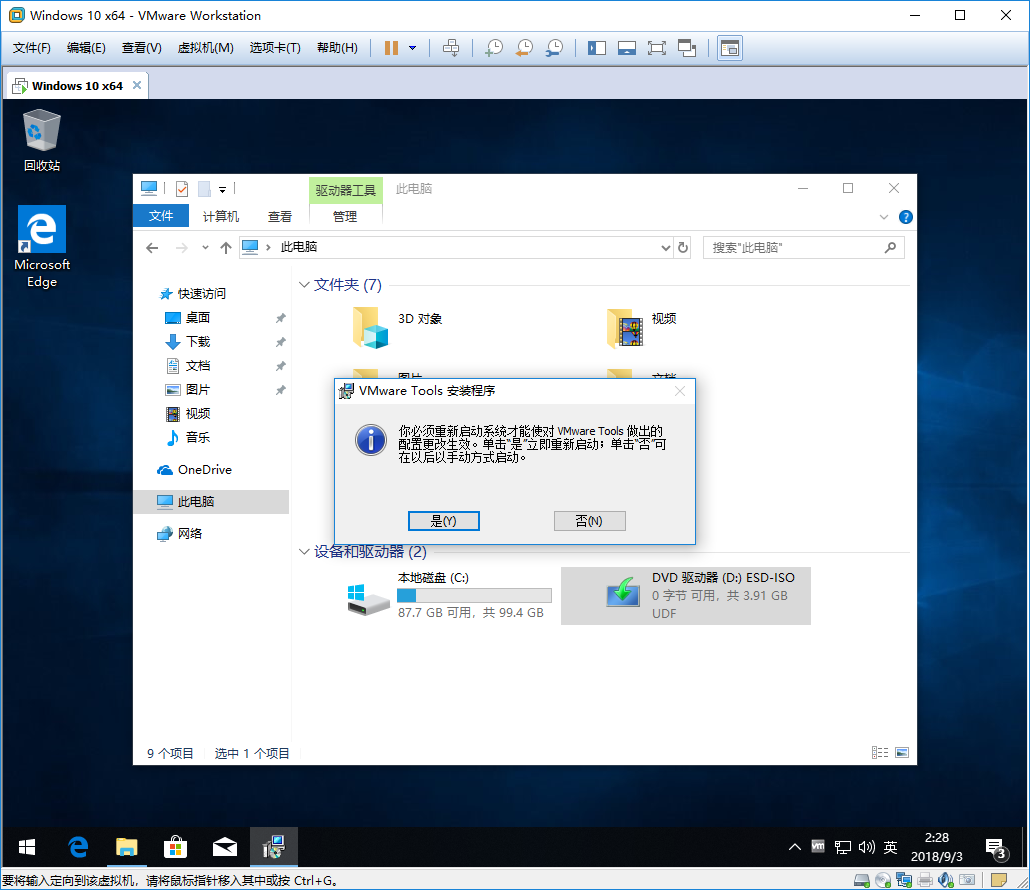 Windows 10 x64 - VMware Workstation
文件(F) 编辑(E) 查看(V) 虚拟机(M) 选项卡(T) 帮助(H)
Windows 10 x64
回收站
Microsoft
Edge
驱动器工具 此电脑
文件 计算机 查看 管理
此电脑
搜索"此电脑"
快速访问
桌面
下载
文档
图片
视频
音乐
OneDrive
此电脑
网络
文件夹 (7)
3D 对象
视频
图片
文档
VMware Tools 安装程序
你必须重新启动系统才能使对 VMware Tools 做出的
配置更改生效。单击"是"立即重新启动；单击"否"可
在以后以手动方式启动。
是(Y)
否(N)
设备和驱动器 (2)
本地磁盘 (C:)
87.7 GB 可用，共 99.4 GB
DVD 驱动器 (D:) ESD-ISO
0 字节 可用，共 3.91 GB
UDF
9 个项目 选中 1 个项目
vm
英
2:28
2018/9/3
3
要将输入定向到该虚拟机，请将鼠标指针移入其中或按 Ctrl+G。